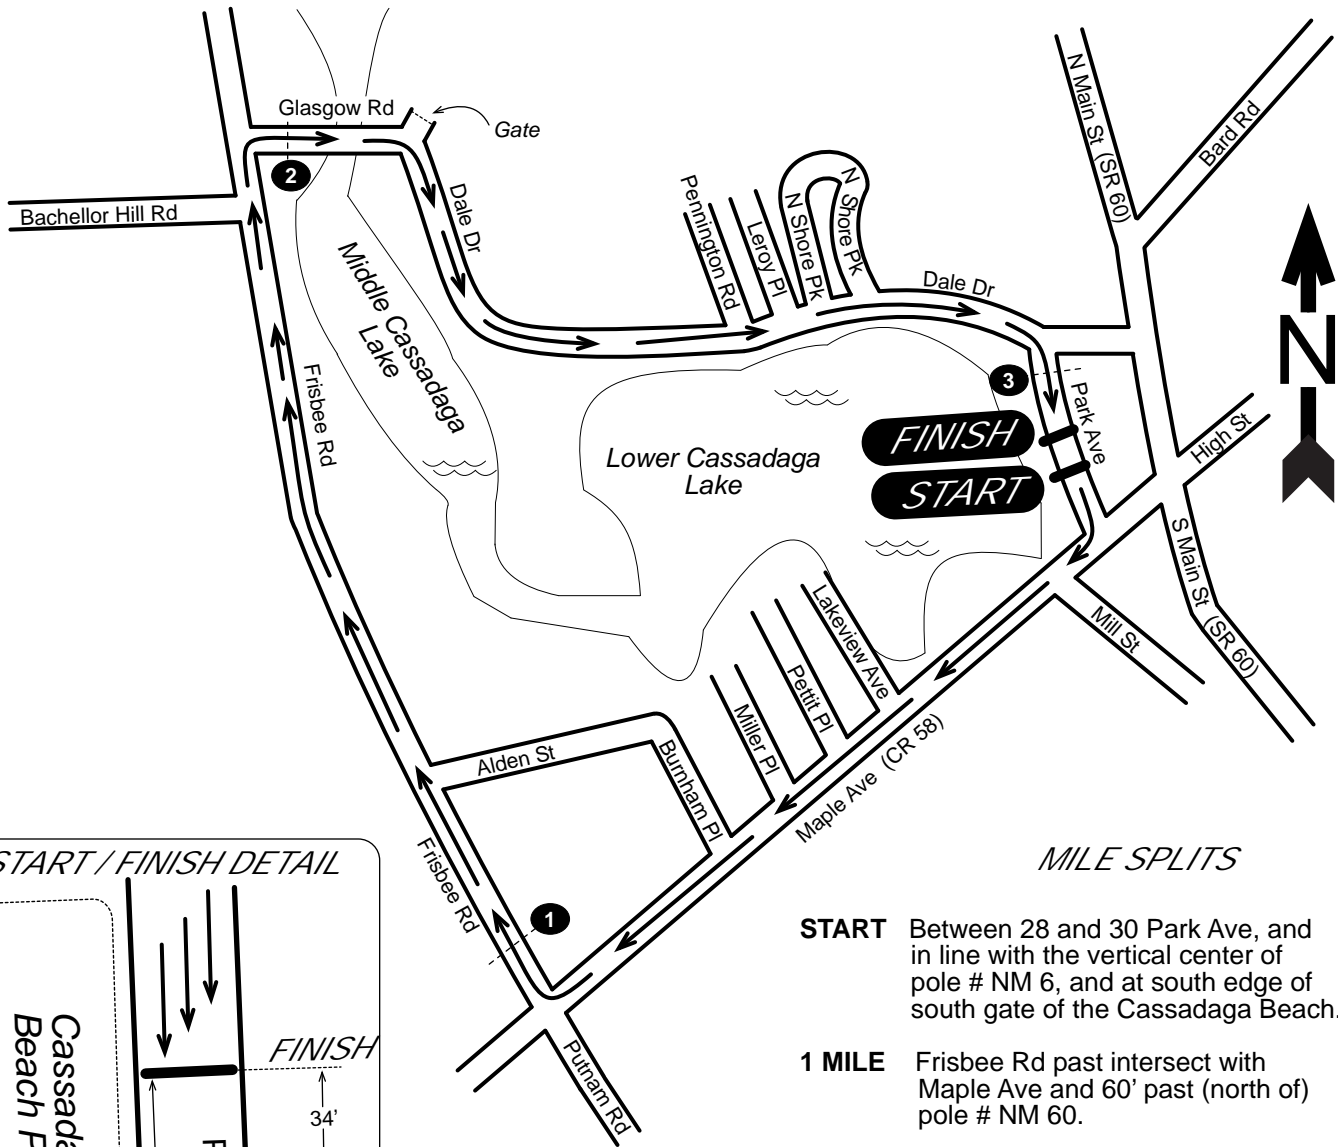 Glasgow Rd
Gate
2
Bachellor Hill Rd
Dale Dr
Middle Cassadaga
Lake
Frisbee Rd
Pennington Rd
Leroy Pl
N Shore Pk
N Shore Pk
Dale Dr
N Main St (SR 60)
Bard Rd
N
3
Park Ave
High St
FINISH
START
Lower Cassadaga
Lake
S Main St (SR 60)
Mill St
Lakeview Ave
Pettit Pl
Miller Pl
Burnham Pl
Alden St
Maple Ave (CR 58)
Frisbee Rd
1
Putnam Rd
START / FINISH DETAIL
FINISH
34'
Beach
MILE SPLITS
START Between 28 and 30 Park Ave, and
in line with the vertical center of
pole # NM 6, and at south edge of
south gate of the Cassadaga Beach.
1 MILE Frisbee Rd past intersect with
Maple Ave and 60' past (north of)
pole # NM 60.